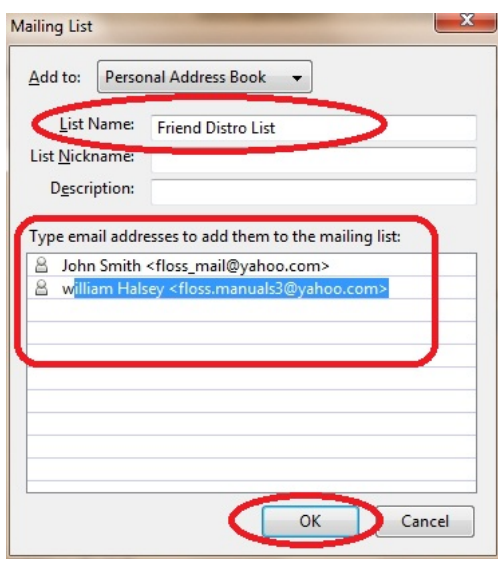 Mailing List
Add to: Personal Address Book
List Name: Friend Distro List
List Nickname:
Description:
Type email addresses to add them to the mailing list:
John Smith <floss_mail@yahoo.com>
william Halsey <floss.manuals3@yahoo.com>
OK Cancel